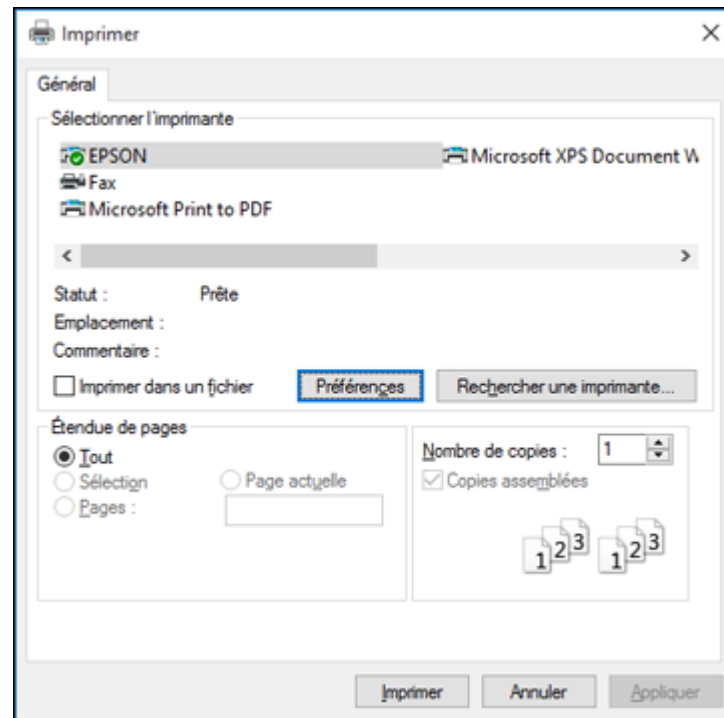 Imprimer
Général
Sélectionner l'imprimante
EPSON
Microsoft XPS Document W
Fax
Microsoft Print to PDF
Statut : Prête
Emplacement :
Commentaire :
Imprimer dans un fichier
Préférences
Rechercher une imprimante...
Étendue de pages
Tout
Sélection
Page actuelle
Pages :
Nombre de copies : 1
Copies assemblées
1 2 3 1 2 3
Imprimer
Annuler
Appliquer